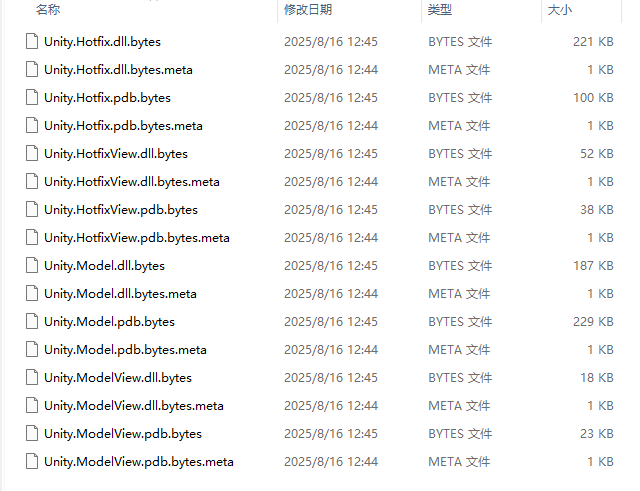 名称 修改日期 类型 大小
Unity.Hotfix.dll.bytes 2025/8/16 12:45 BYTES 文件 221 KB
Unity.Hotfix.dll.bytes.meta 2025/8/16 12:44 META 文件 1 KB
Unity.Hotfix.pdb.bytes 2025/8/16 12:45 BYTES 文件 100 KB
Unity.Hotfix.pdb.bytes.meta 2025/8/16 12:44 META 文件 1 KB
Unity.HotfixView.dll.bytes 2025/8/16 12:45 BYTES 文件 52 KB
Unity.HotfixView.dll.bytes.meta 2025/8/16 12:44 META 文件 1 KB
Unity.HotfixView.pdb.bytes 2025/8/16 12:45 BYTES 文件 38 KB
Unity.HotfixView.pdb.bytes.meta 2025/8/16 12:44 META 文件 1 KB
Unity.Model.dll.bytes 2025/8/16 12:45 BYTES 文件 187 KB
Unity.Model.dll.bytes.meta 2025/8/16 12:44 META 文件 1 KB
Unity.Model.pdb.bytes 2025/8/16 12:45 BYTES 文件 229 KB
Unity.Model.pdb.bytes.meta 2025/8/16 12:44 META 文件 1 KB
Unity.ModelView.dll.bytes 2025/8/16 12:45 BYTES 文件 18 KB
Unity.ModelView.dll.bytes.meta 2025/8/16 12:44 META 文件 1 KB
Unity.ModelView.pdb.bytes 2025/8/16 12:45 BYTES 文件 23 KB
Unity.ModelView.pdb.bytes.meta 2025/8/16 12:44 META 文件 1 KB